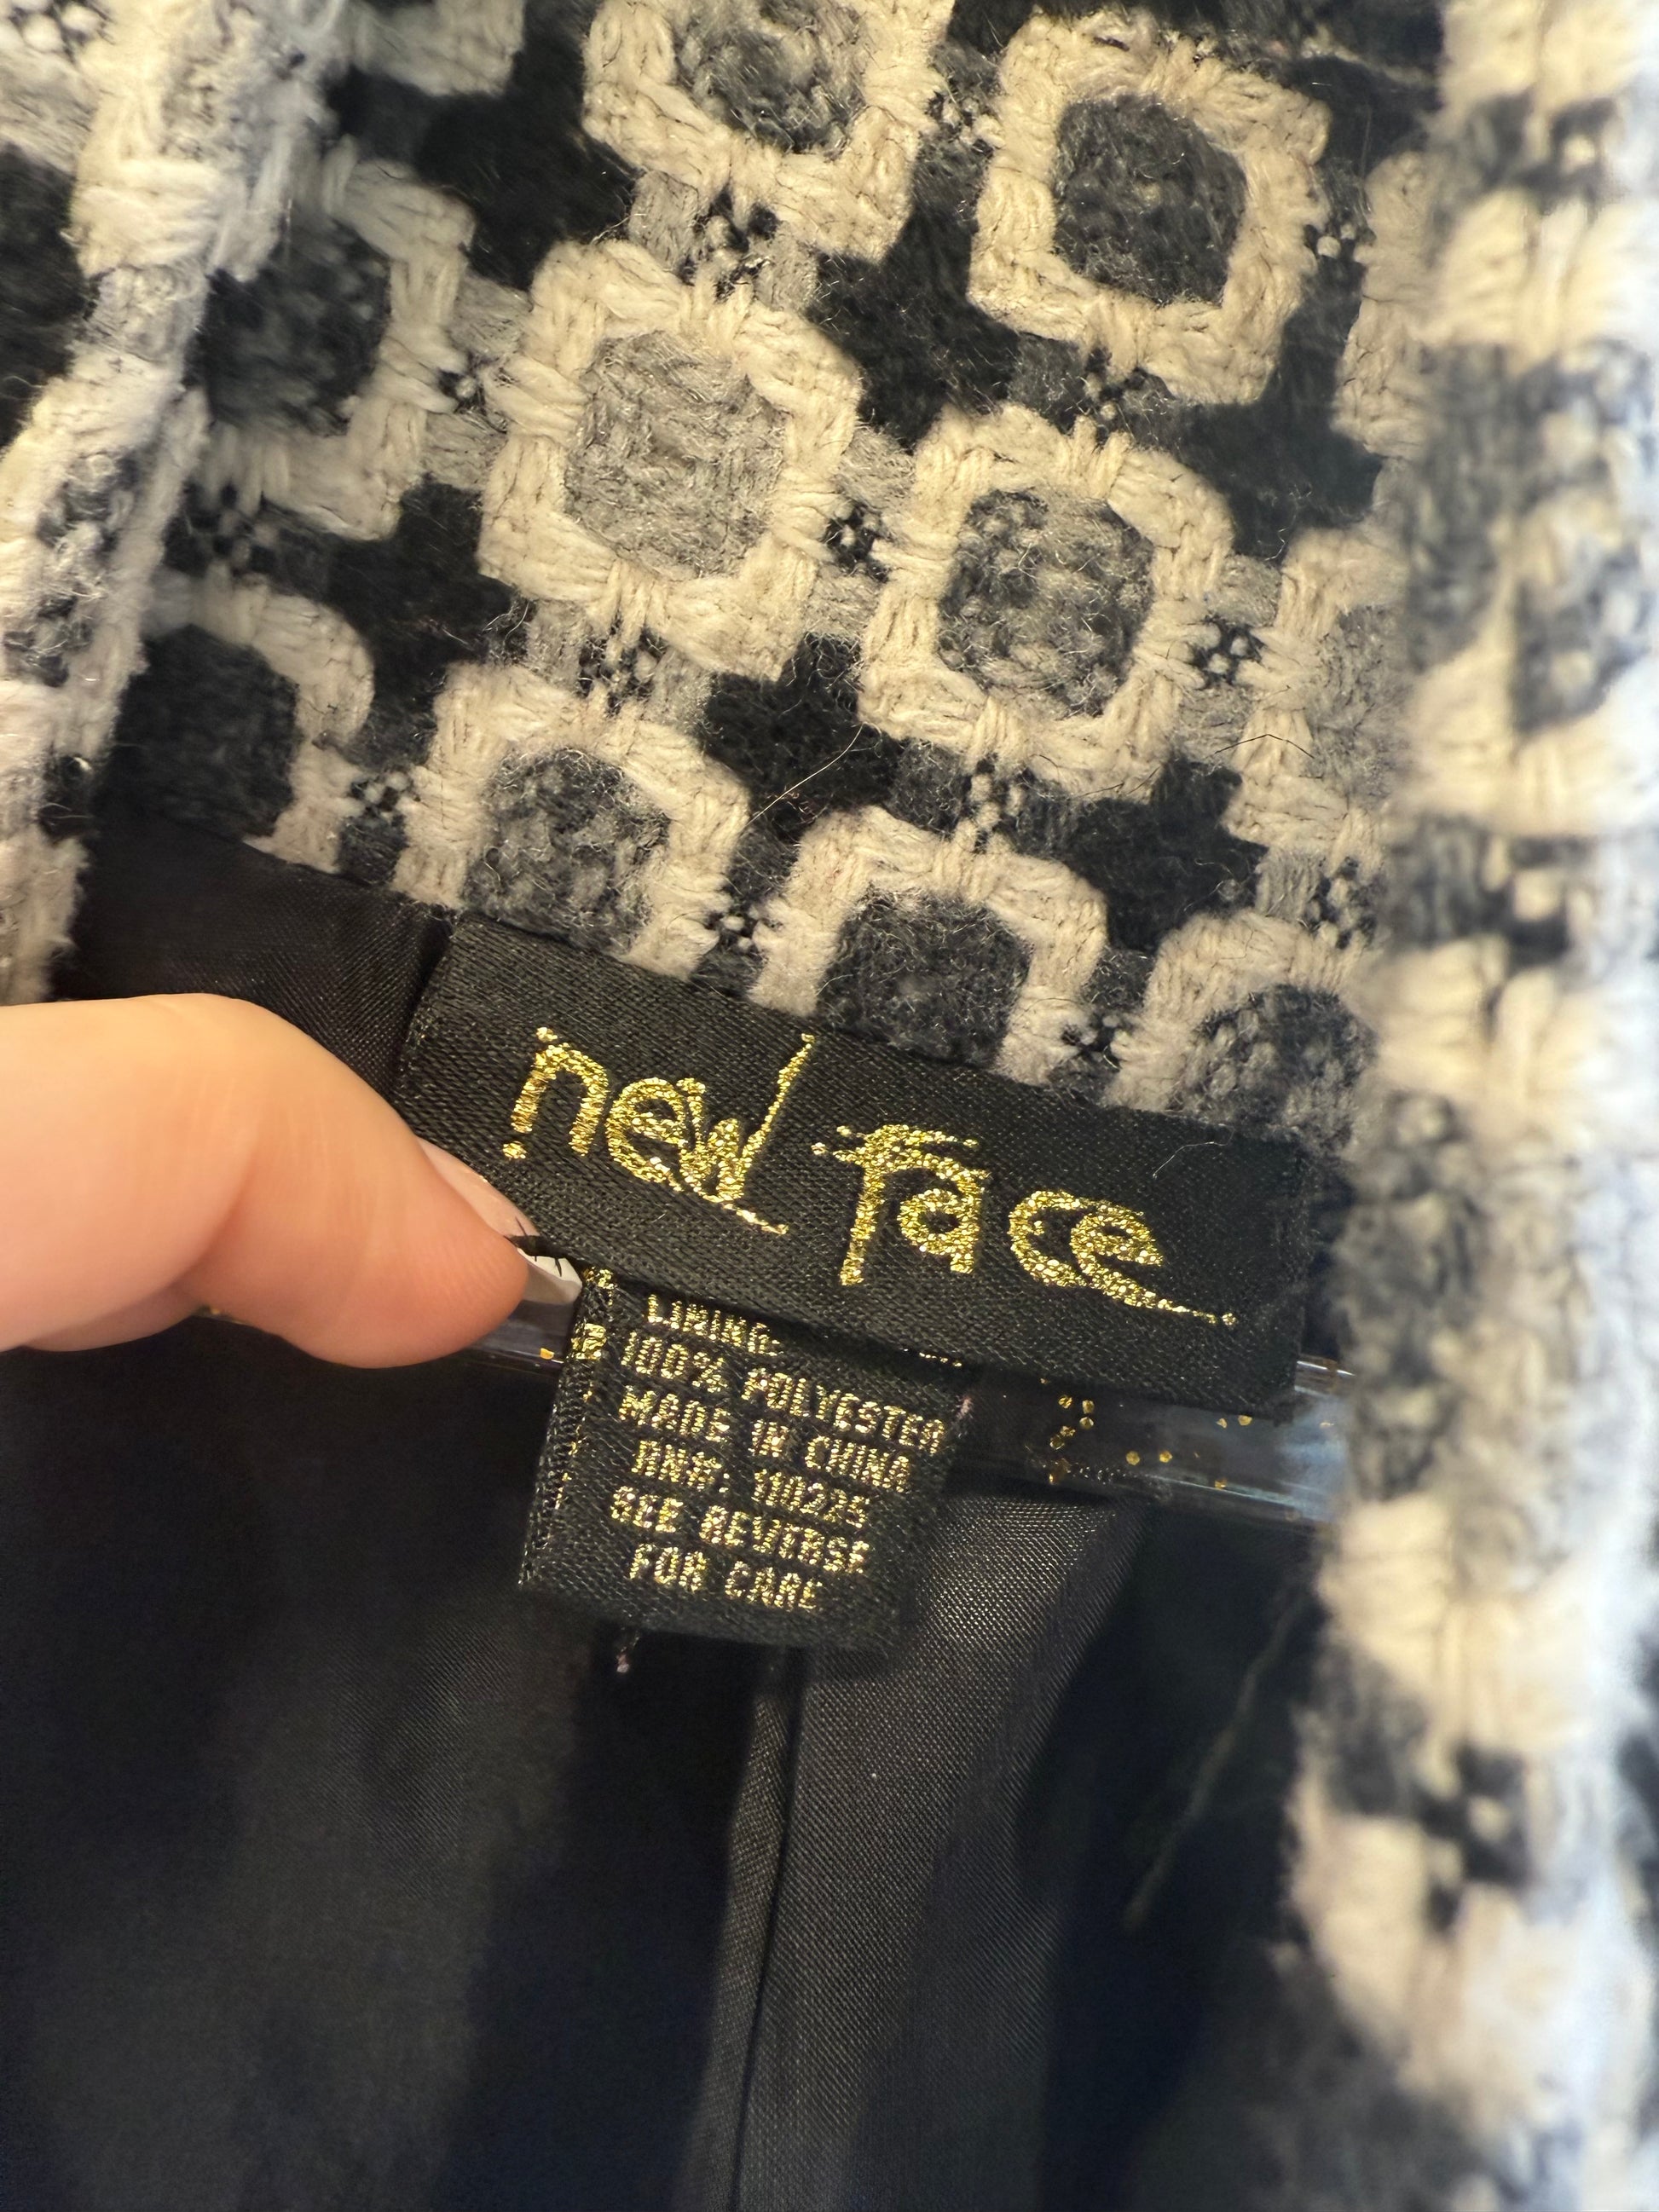 new face
LINING:
100% POLYESTER
MADE IN CHINA
RN#: 110225
SEE REVERSE
FOR CARE